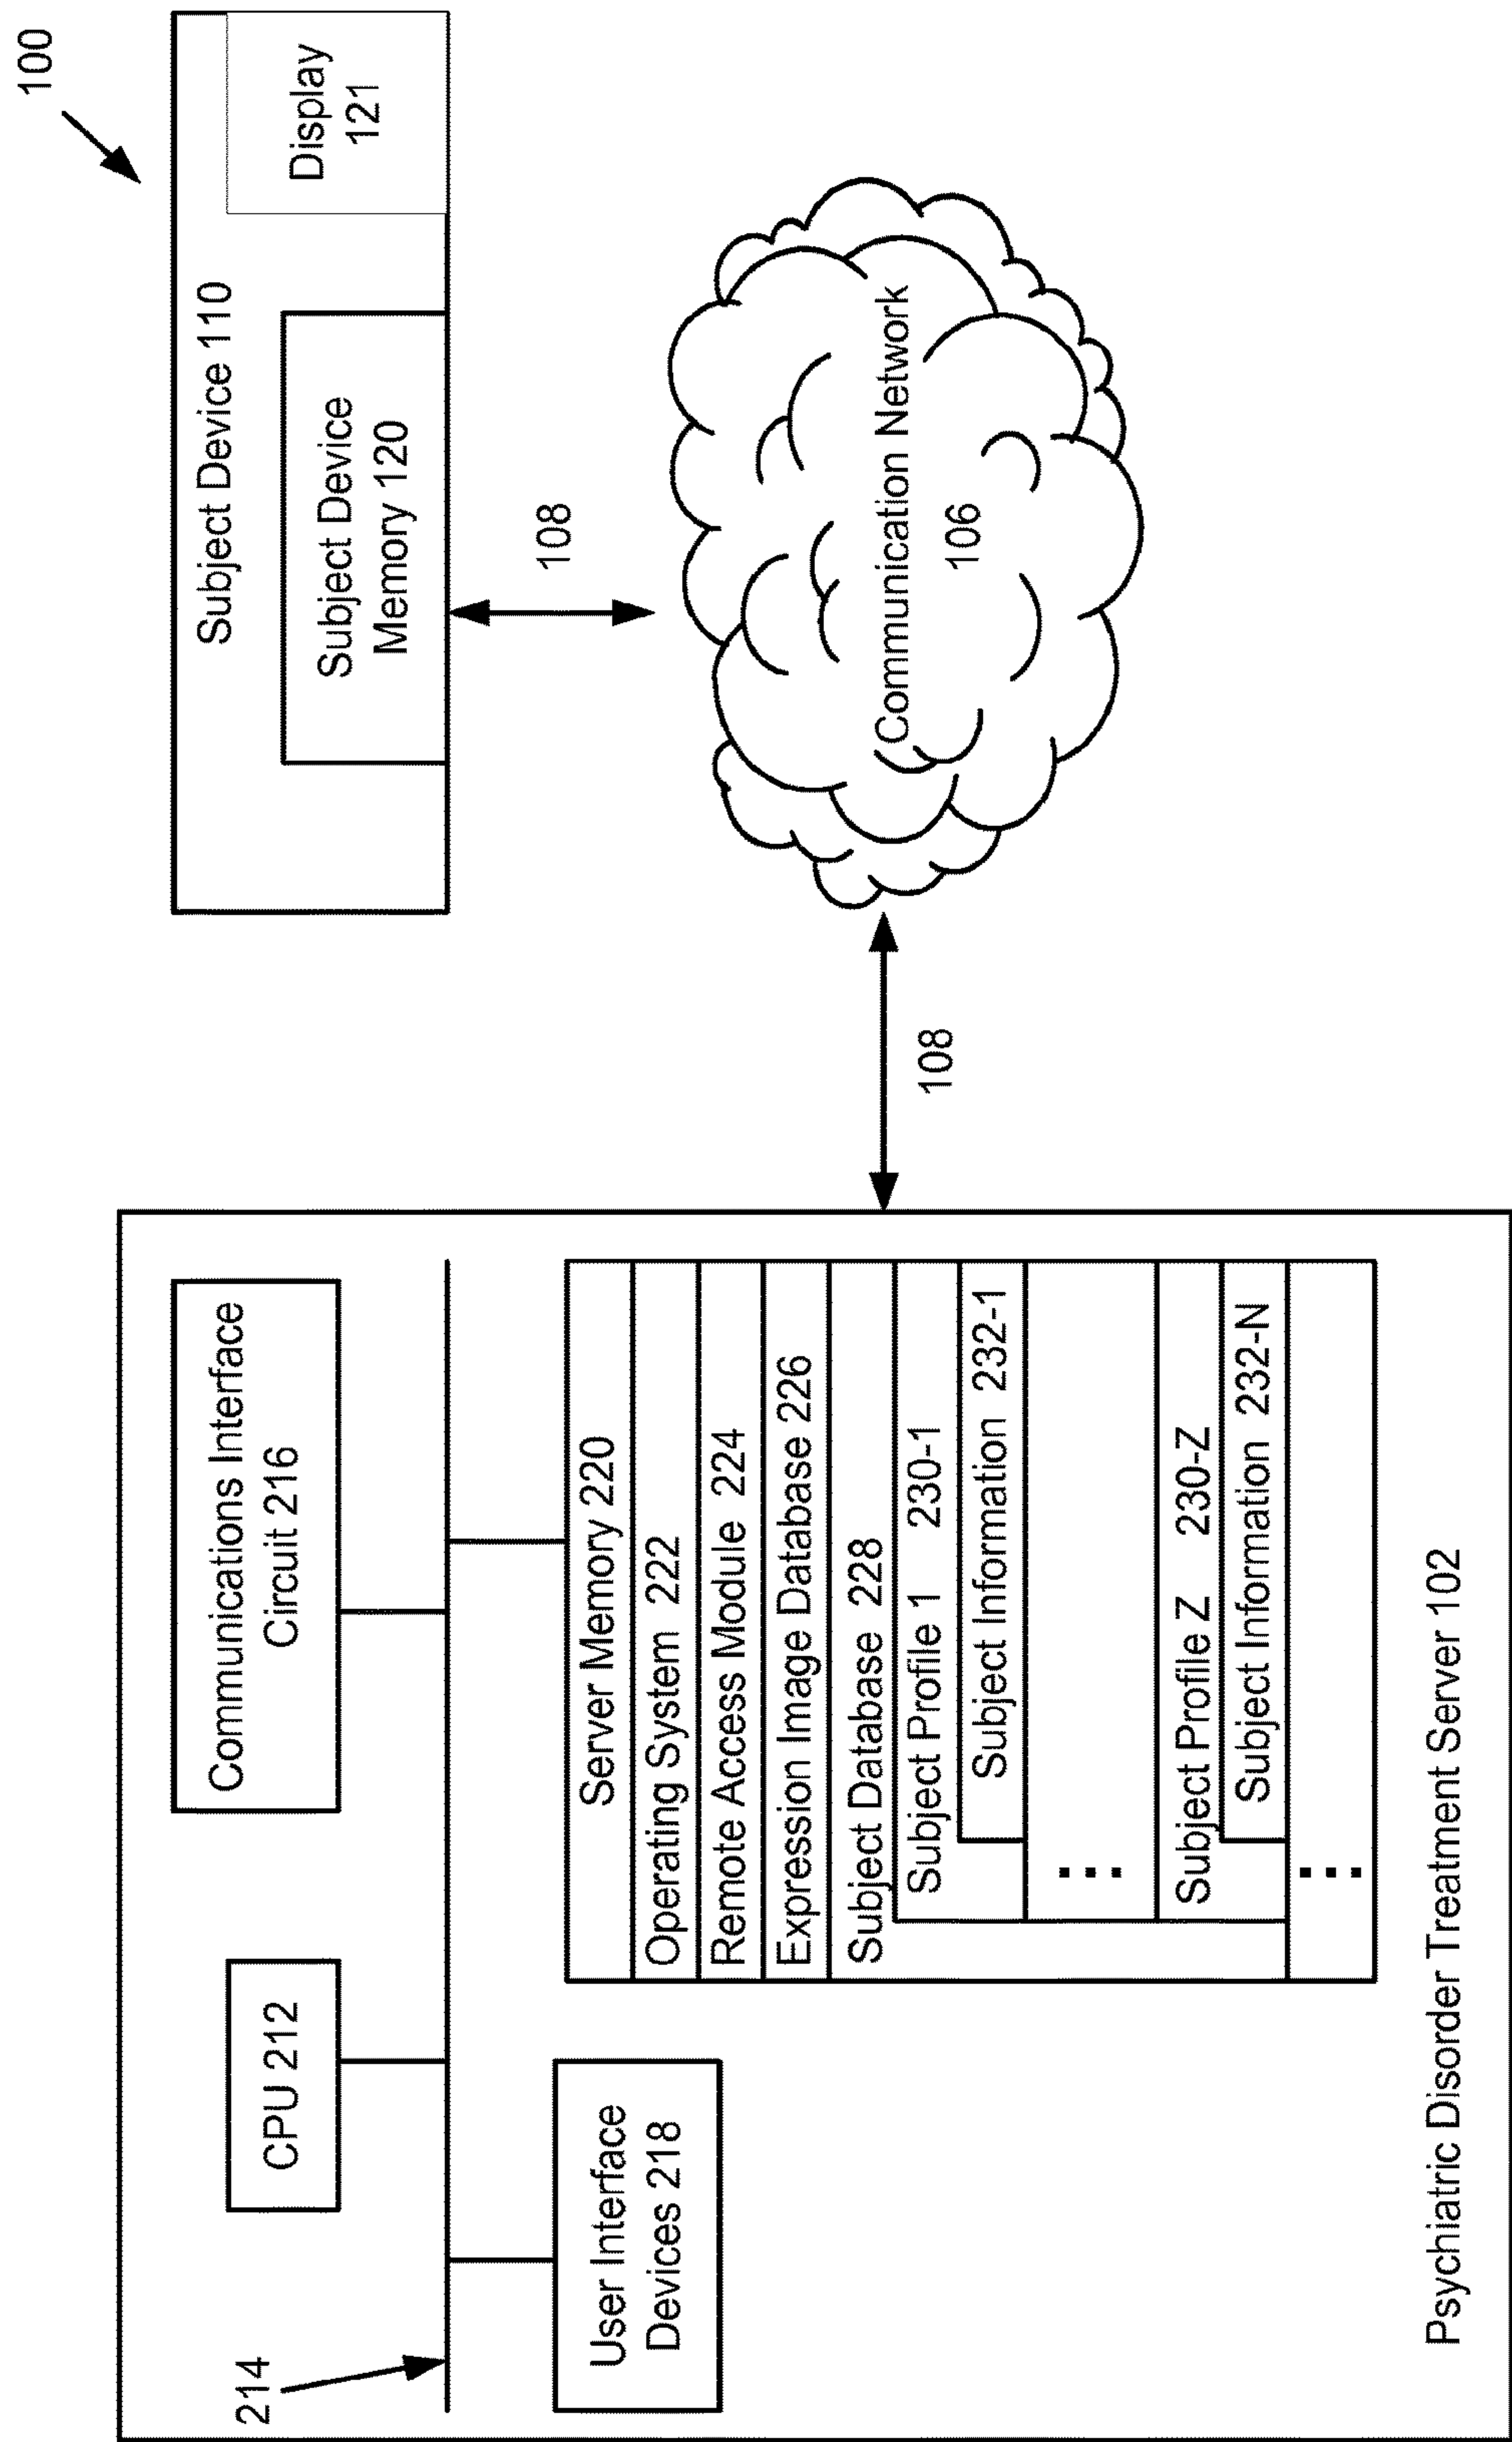 100
Subject Device 110
Subject Device
Memory 120
Display
121
108
Communication Network
106
108
Communications Interface
Circuit 216
CPU 212
214
User Interface
Devices 218
Server Memory 220
Operating System 222
Remote Access Module 224
Expression Image Database 226
Subject Database 228
Subject Profile 1 230-1
Subject Information 232-1
...
Subject Profile Z 230-Z
Subject Information 232-N
...
Psychiatric Disorder Treatment Server 102